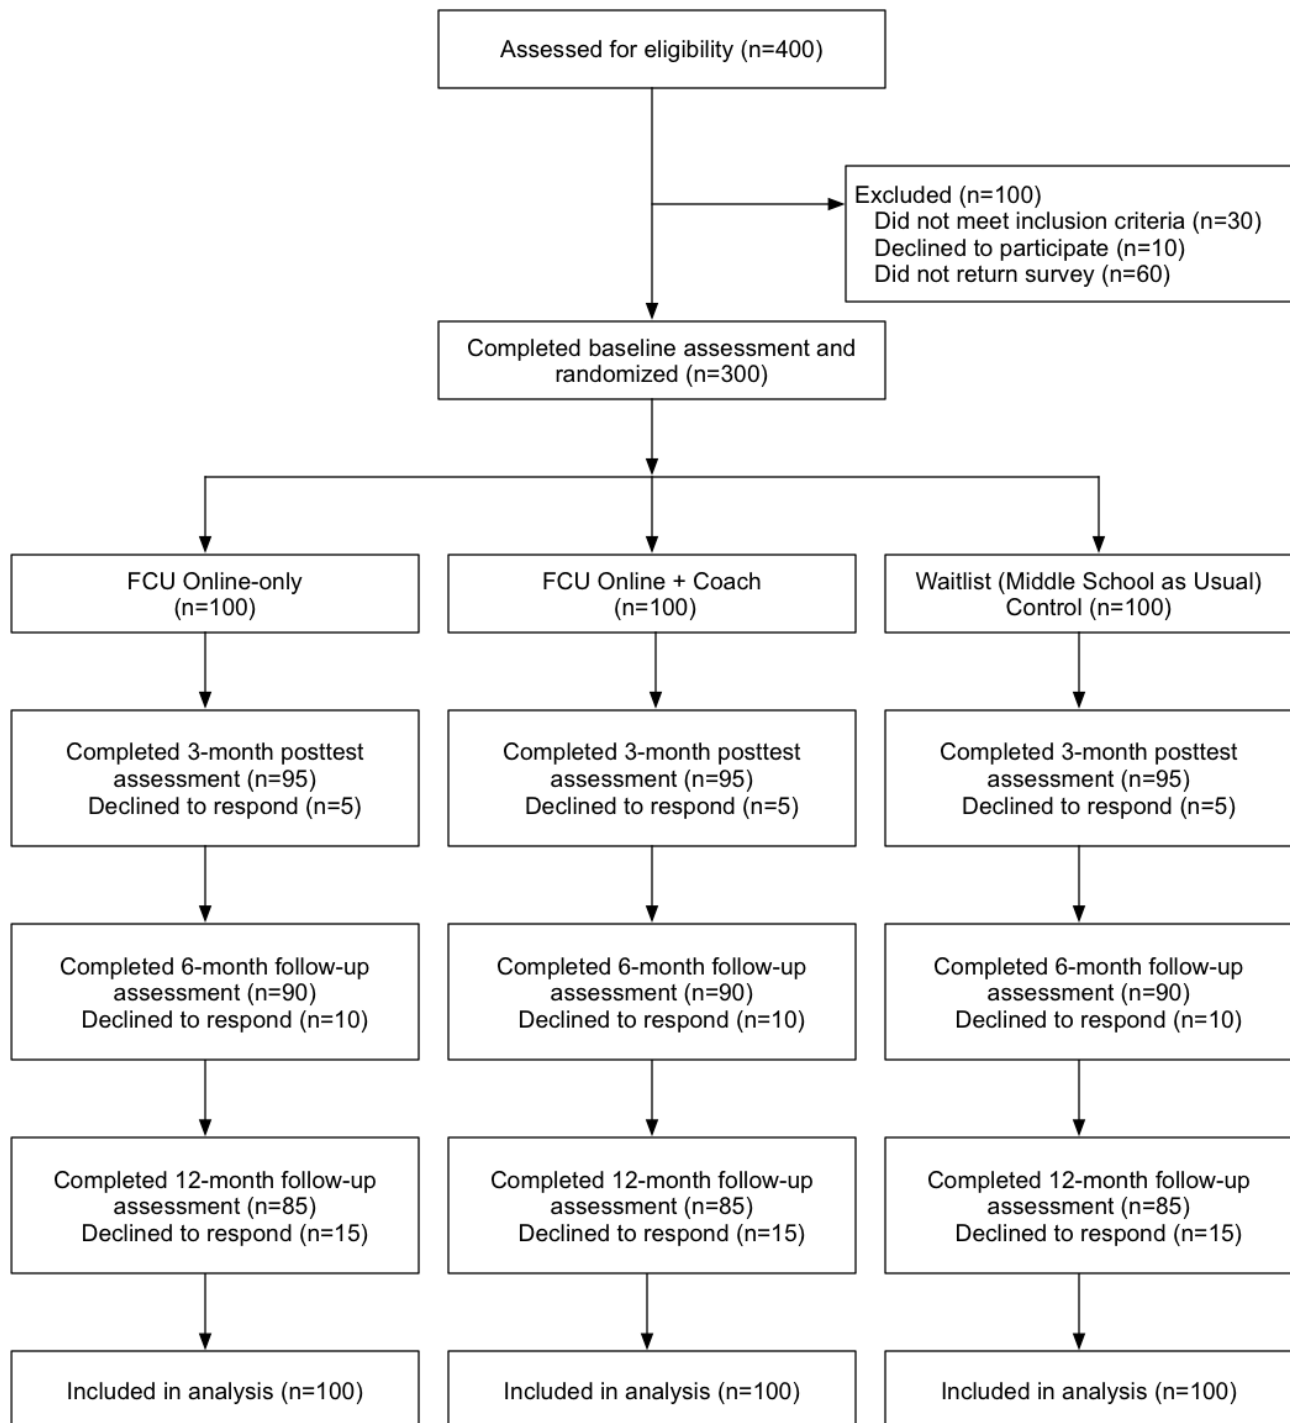 Assessed for eligibility (n=400)
Excluded (n=100)
Did not meet inclusion criteria (n=30)
Declined to participate (n=10)
Did not return survey (n=60)
Completed baseline assessment and
randomized (n=300)
FCU Online-only
(n=100)
FCU Online + Coach
(n=100)
Waitlist (Middle School as Usual)
Control (n=100)
Completed 3-month posttest
assessment (n=95)
Declined to respond (n=5)
Completed 3-month posttest
assessment (n=95)
Declined to respond (n=5)
Completed 3-month posttest
assessment (n=95)
Declined to respond (n=5)
Completed 6-month follow-up
assessment (n=90)
Declined to respond (n=10)
Completed 6-month follow-up
assessment (n=90)
Declined to respond (n=10)
Completed 6-month follow-up
assessment (n=90)
Declined to respond (n=10)
Completed 12-month follow-up
assessment (n=85)
Declined to respond (n=15)
Completed 12-month follow-up
assessment (n=85)
Declined to respond (n=15)
Completed 12-month follow-up
assessment (n=85)
Declined to respond (n=15)
Included in analysis (n=100)
Included in analysis (n=100)
Included in analysis (n=100)